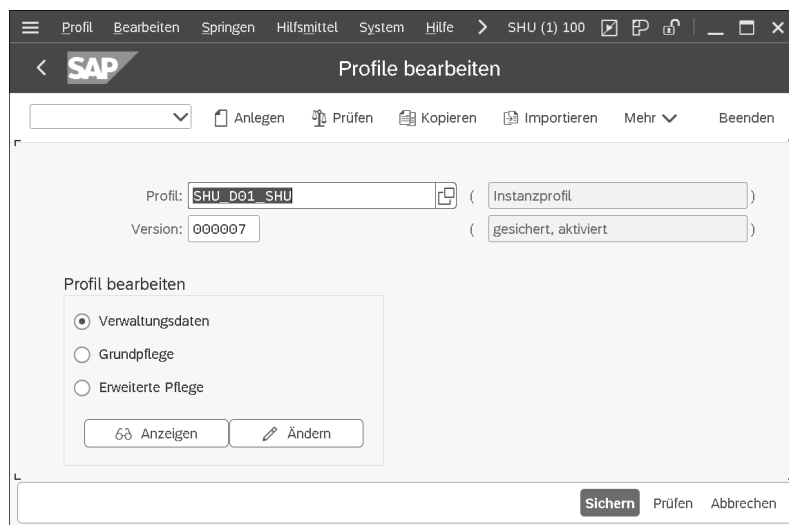 Profil Bearbeiten Springen Hilfsmittel System Hilfe SHU (1) 100
SAP Profile bearbeiten
Anlegen Prüfen Kopieren Importieren Mehr Beenden
Profil: SHU_D01_SHU ( Instanzprofil )
Version: 000007 ( gesichert, aktiviert )
Profil bearbeiten
Verwaltungsdaten
Grundpflege
Erweiterte Pflege
Anzeigen Ändern
Sichern Prüfen Abbrechen